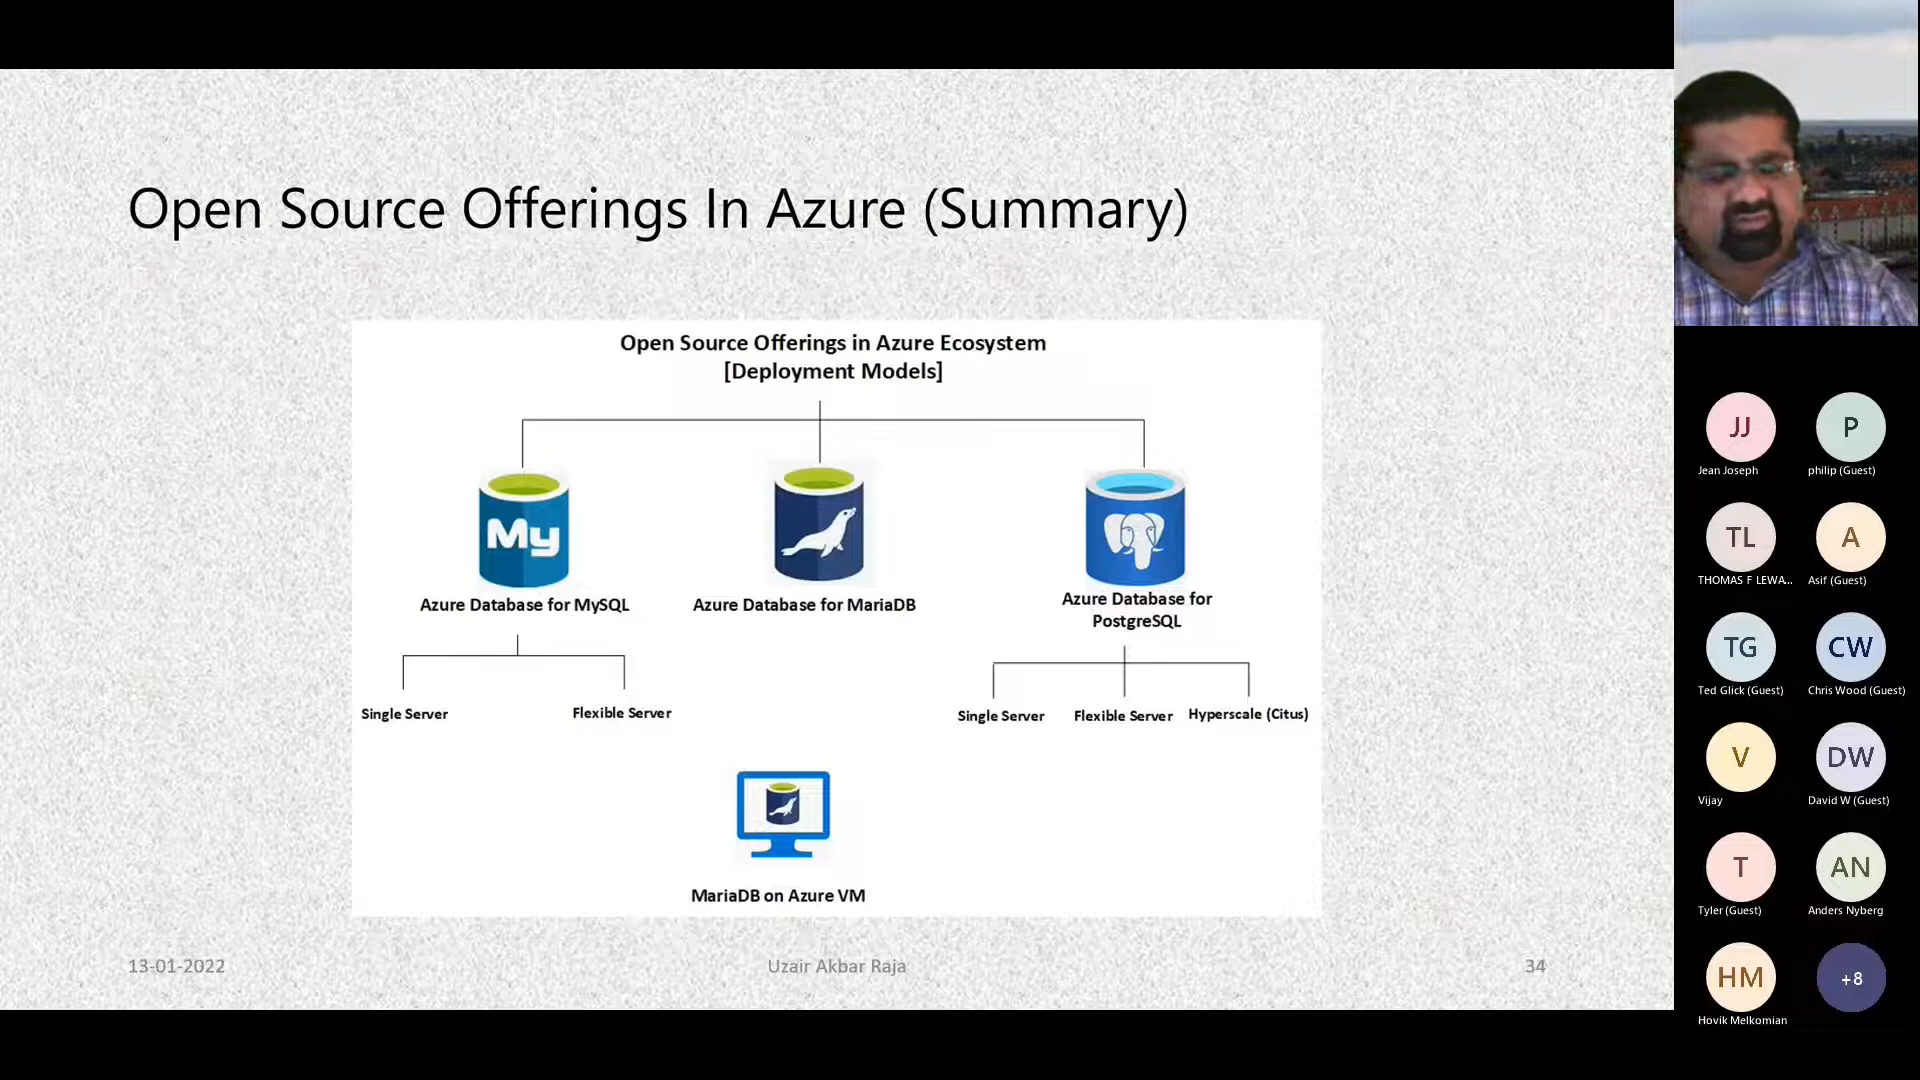 Open Source Offerings In Azure (Summary)
Open Source Offerings in Azure Ecosystem
[Deployment Models]
My
Azure Database for MySQL
Azure Database for MariaDB
Azure Database for
PostgreSQL
Single Server
Flexible Server
Single Server
Flexible Server
Hyperscale (Citus)
MariaDB on Azure VM
13-01-2022
Uzair Akbar Raja
34
JJ
P
Jean Joseph
philip (Guest)
TL
A
THOMAS F LEWA...
Asif (Guest)
TG
CW
Ted Glick (Guest)
Chris Wood (Guest)
V
DW
Vijay
David W (Guest)
T
AN
Tyler (Guest)
Anders Nyberg
HM
+8
Hovik Melkomian